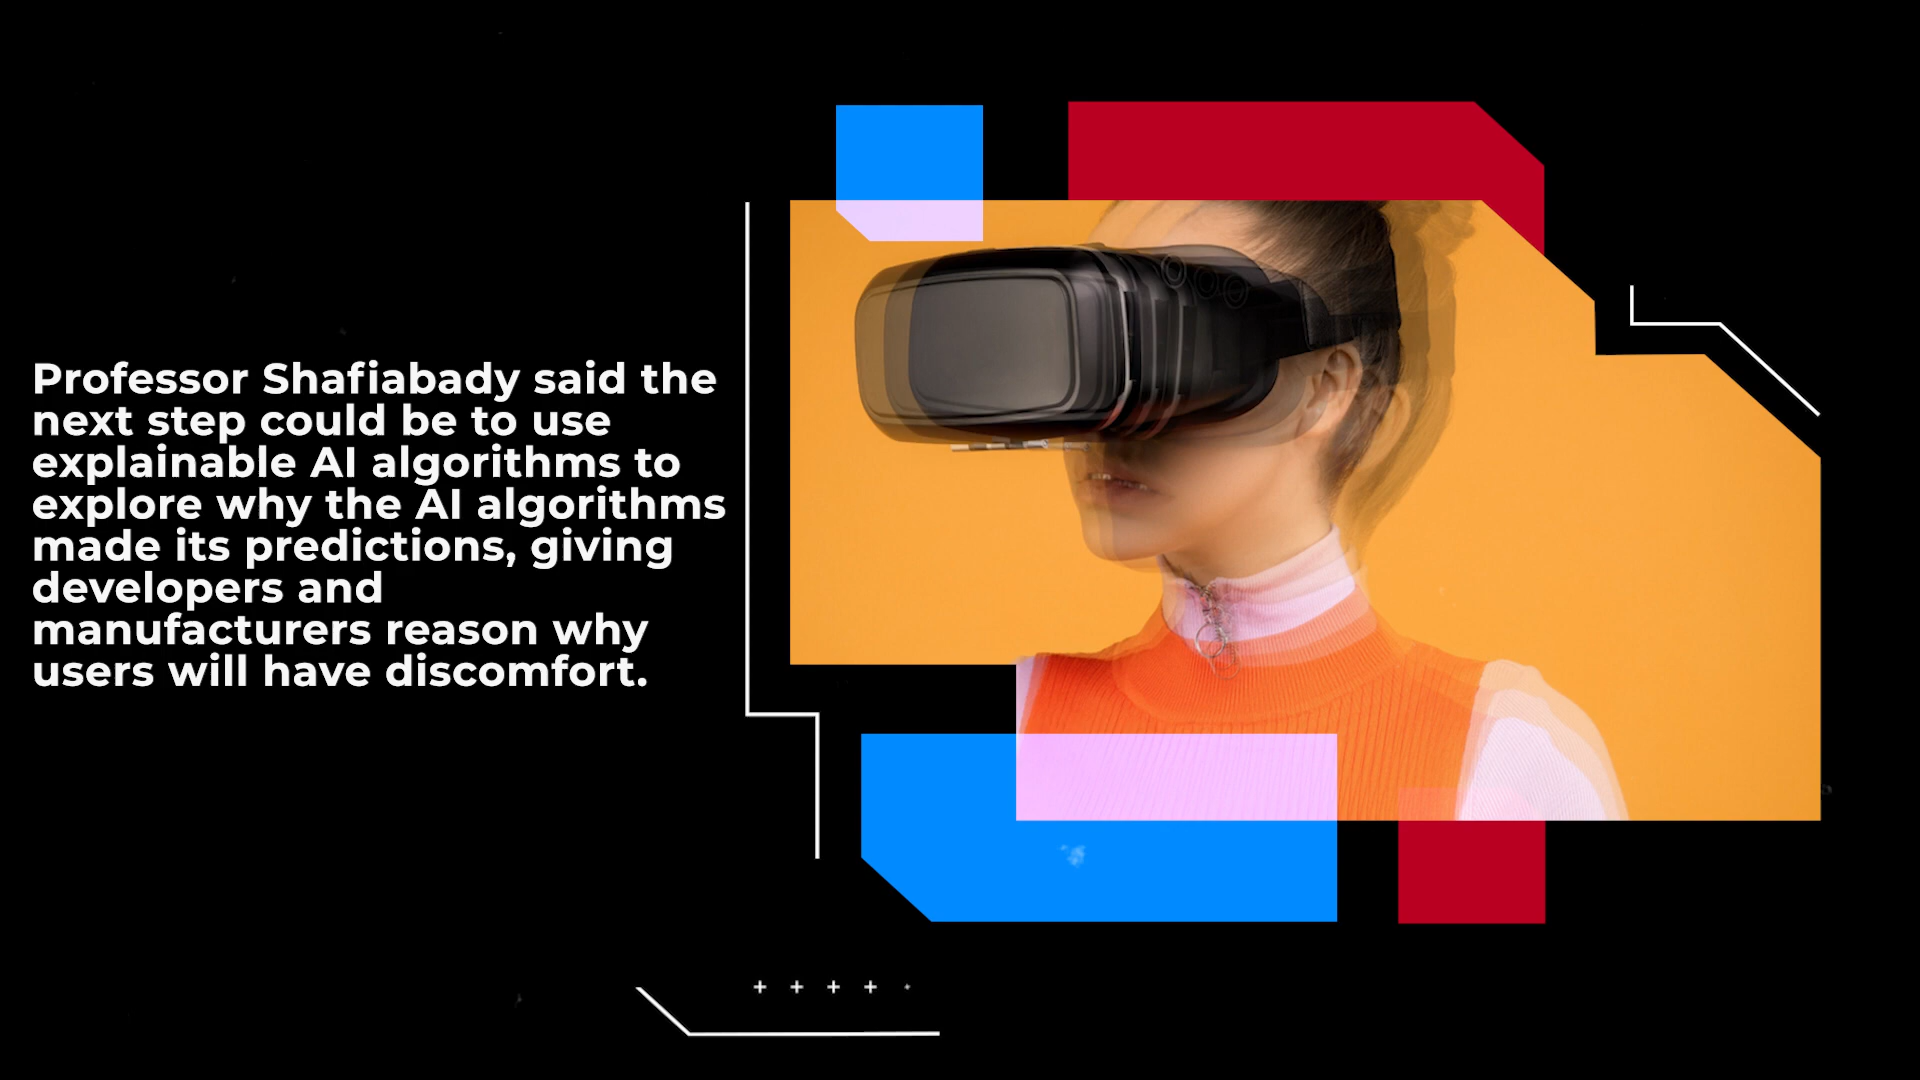 Professor Shafiabady said the
next step could be to use
explainable AI algorithms to
explore why the AI algorithms
made its predictions, giving
developers and
manufacturers reason why
users will have discomfort.